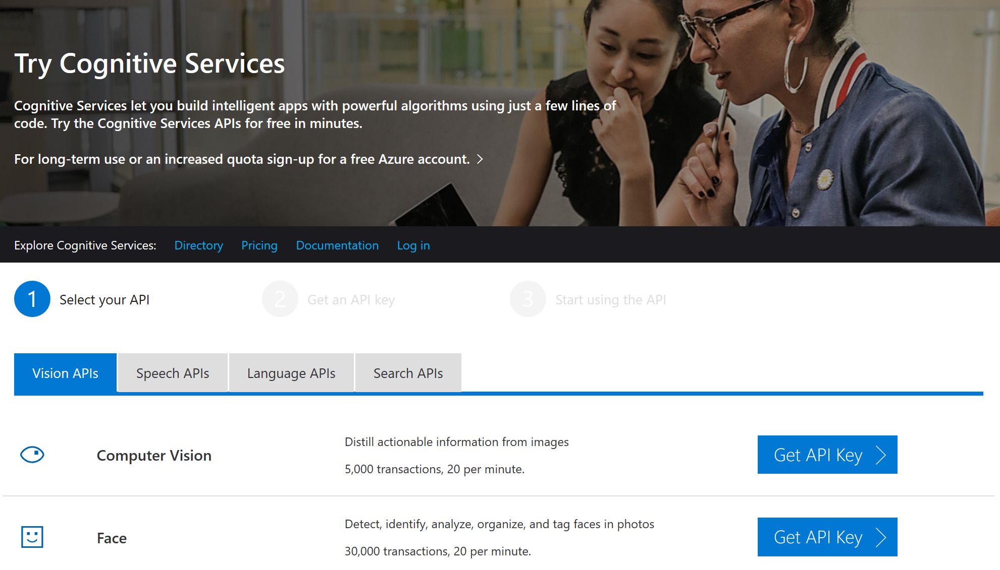 Try Cognitive Services
Cognitive Services let you build intelligent apps with powerful algorithms using just a few lines of
code. Try the Cognitive Services APIs for free in minutes.
For long-term use or an increased quota sign-up for a free Azure account.
Explore Cognitive Services: Directory Pricing Documentation Log in
1 Select your API 2 Get an API key 3 Start using the API
Vision APIs Speech APIs Language APIs Search APIs
Computer Vision
Distill actionable information from images
5,000 transactions, 20 per minute.
Get API Key
Face
Detect, identify, analyze, organize, and tag faces in photos
30,000 transactions, 20 per minute.
Get API Key